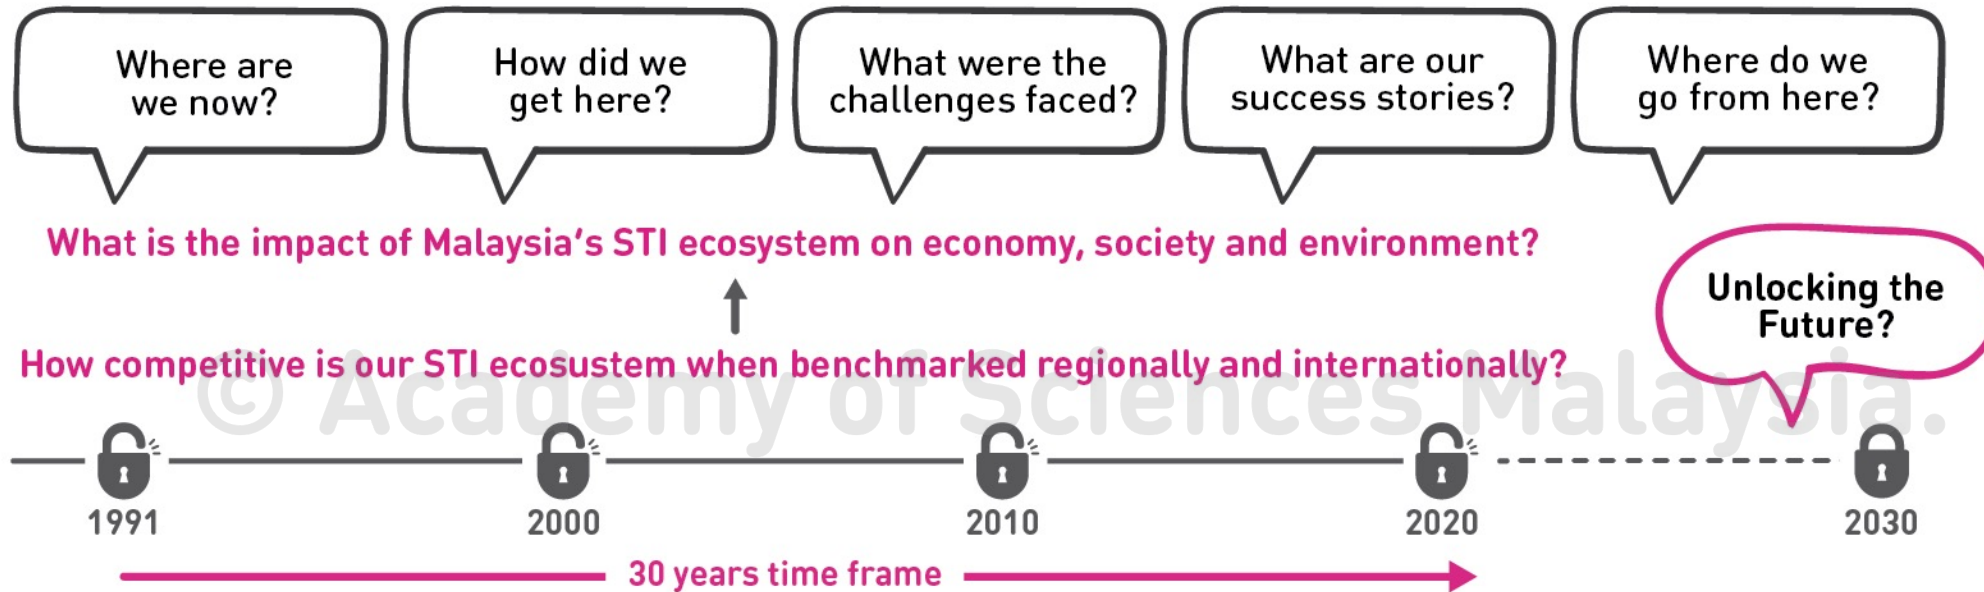 Where are
we now?
How did we
get here?
What were the
challenges faced?
What are our
success stories?
Where do we
go from here?
What is the impact of Malaysia's STI ecosystem on economy, society and environment?
Unlocking the
Future?
How competitive is our STI ecosustem when benchmarked regionally and internationally?
© Academy of Sciences Malaysia.
1991
2000
2010
2020
2030
30 years time frame